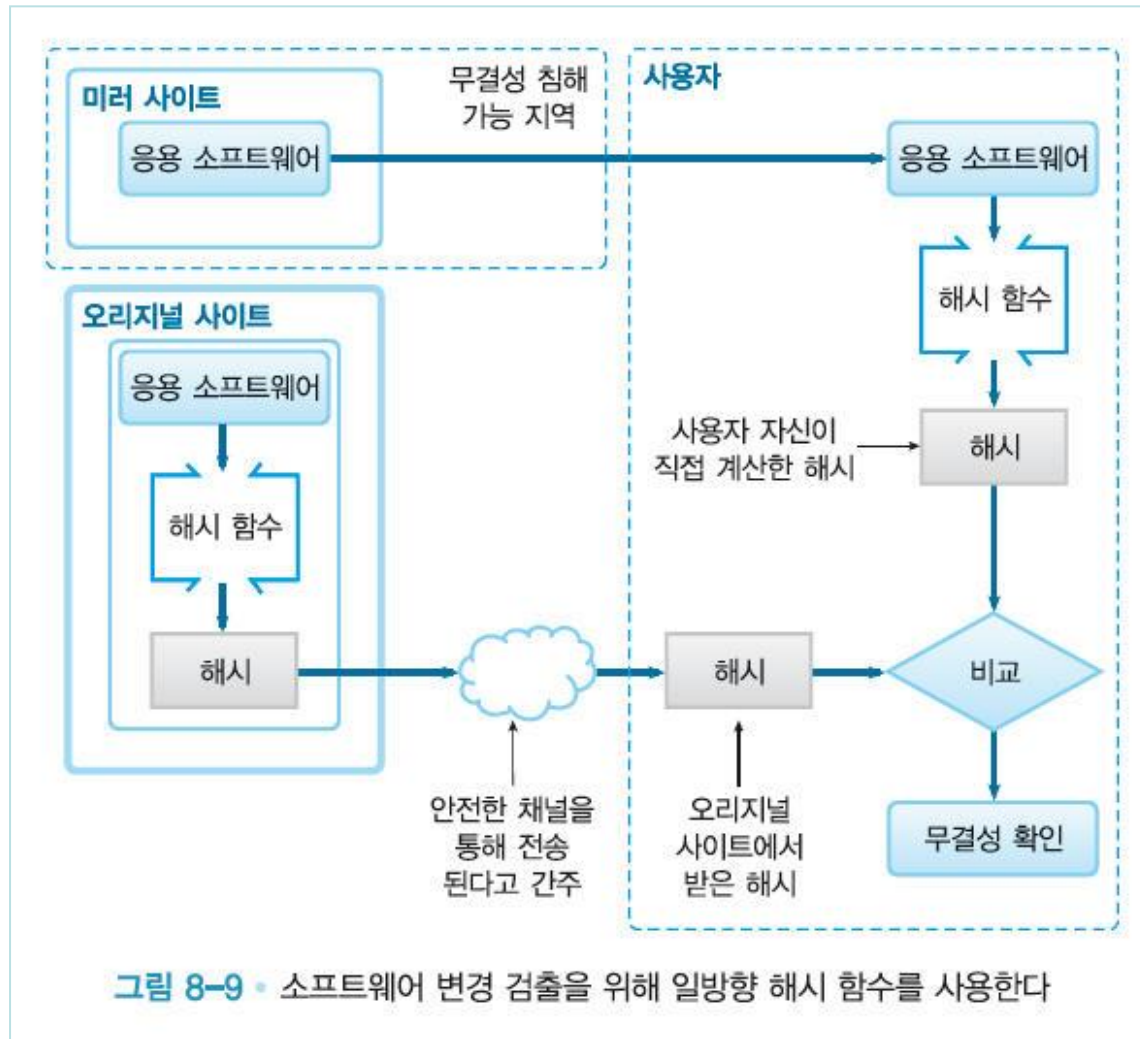 미러 사이트
응용 소프트웨어
무결성 침해
가능 지역
오리지널 사이트
응용 소프트웨어
해시 함수
해시
안전한 채널을
통해 전송
된다고 간주
사용자
응용 소프트웨어
해시 함수
사용자 자신이
직접 계산한 해시
해시
해시
비교
오리지널
사이트에서
받은 해시
무결성 확인
그림 8-9 • 소프트웨어 변경 검출을 위해 일방향 해시 함수를 사용한다